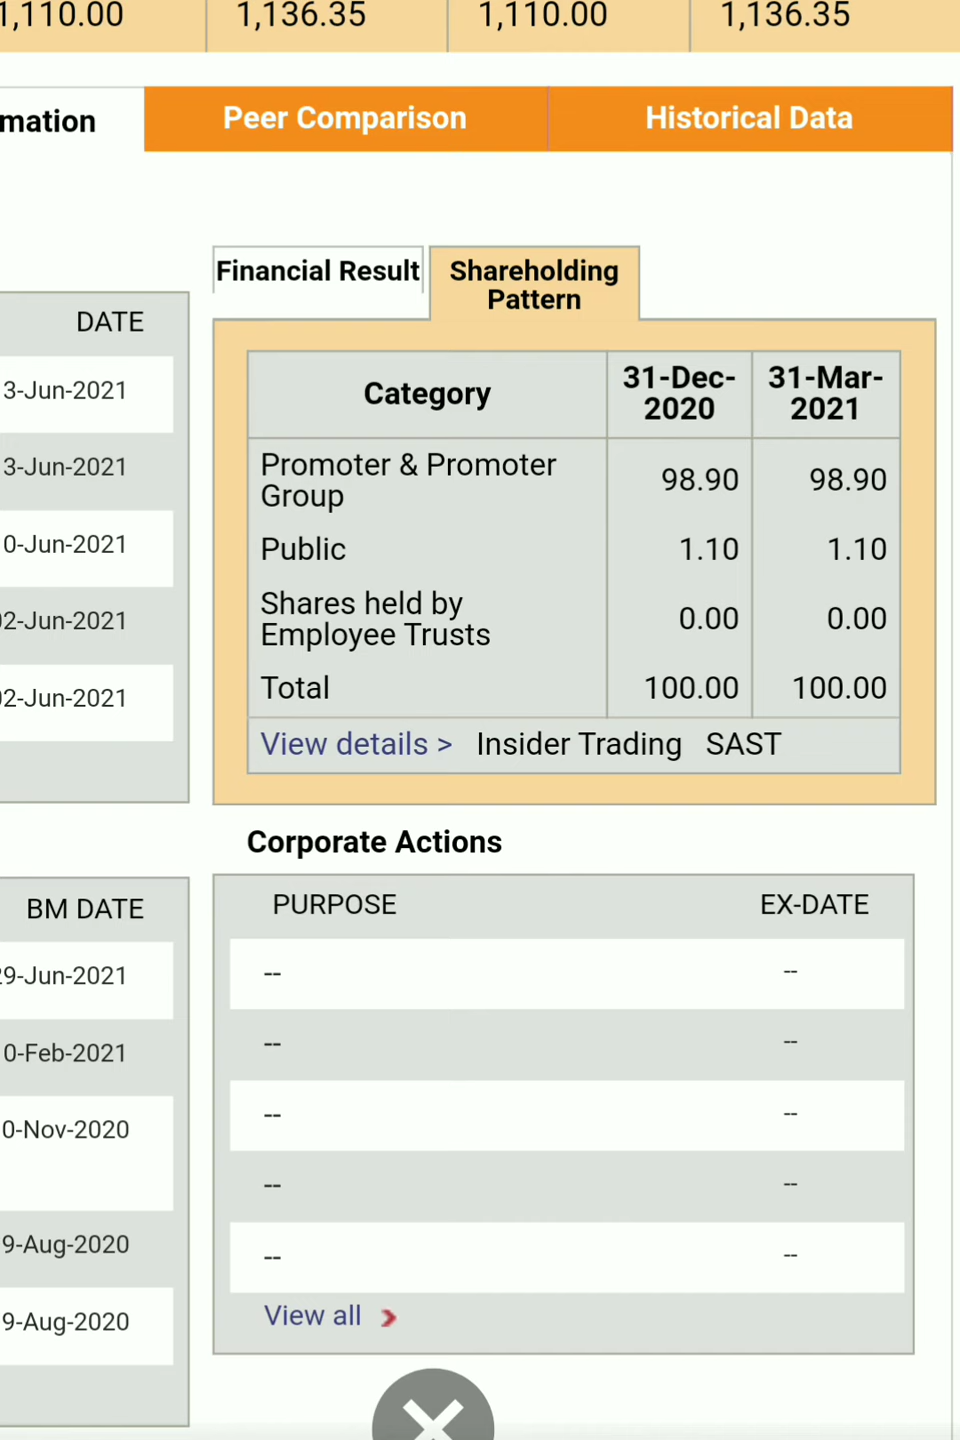 1,110.00 1,136.35 1,110.00 1,136.35
mation Peer Comparison Historical Data
DATE
3-Jun-2021
3-Jun-2021
0-Jun-2021
02-Jun-2021
02-Jun-2021
Financial Result Shareholding
Pattern
Category 31-Dec-
2020 31-Mar-
2021
Promoter & Promoter
Group 98.90 98.90
Public 1.10 1.10
Shares held by
Employee Trusts 0.00 0.00
Total 100.00 100.00
View details > Insider Trading SAST
BM DATE
29-Jun-2021
0-Feb-2021
0-Nov-2020
9-Aug-2020
9-Aug-2020
Corporate Actions
PURPOSE EX-DATE
-- --
-- --
-- --
-- --
-- --
View all